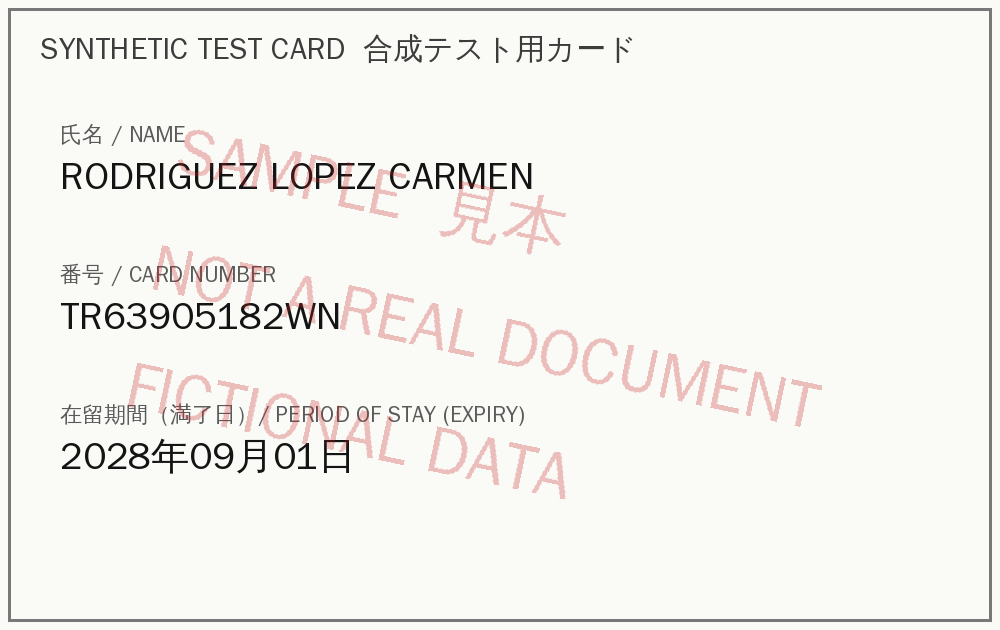 SYNTHETIC TEST CARD 合成テスト用カード
氏名 / NAME
RODRIGUEZ LOPEZ CARMEN
SAMPLE 見本
番号 / CARD NUMBER
TR63905182WN
NOT A REAL DOCUMENT
在留期間（満了日）/ PERIOD OF STAY (EXPIRY)
2028年09月01日
FICTIONAL DATA